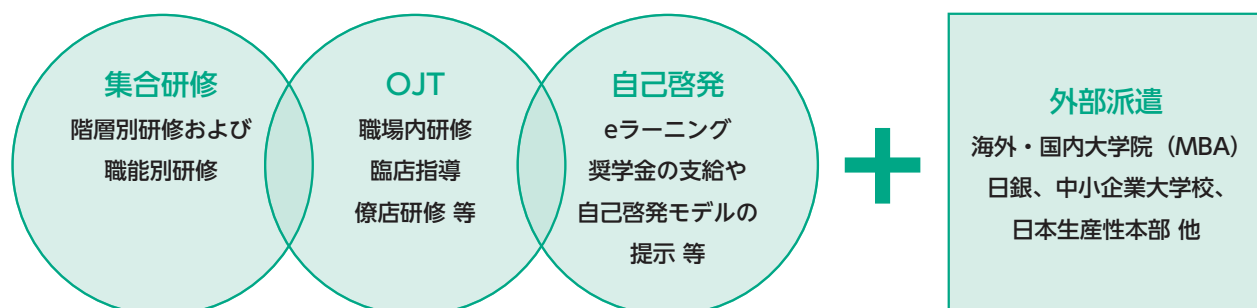 集合研修
階層別研修および
職能別研修
OJT
職場内研修
臨店指導
僚店研修 等
自己啓発
eラーニング
奨学金の支給や
自己啓発モデルの
提示 等
+
外部派遣
海外・国内大学院（MBA）
日銀、中小企業大学校、
日本生産性本部 他